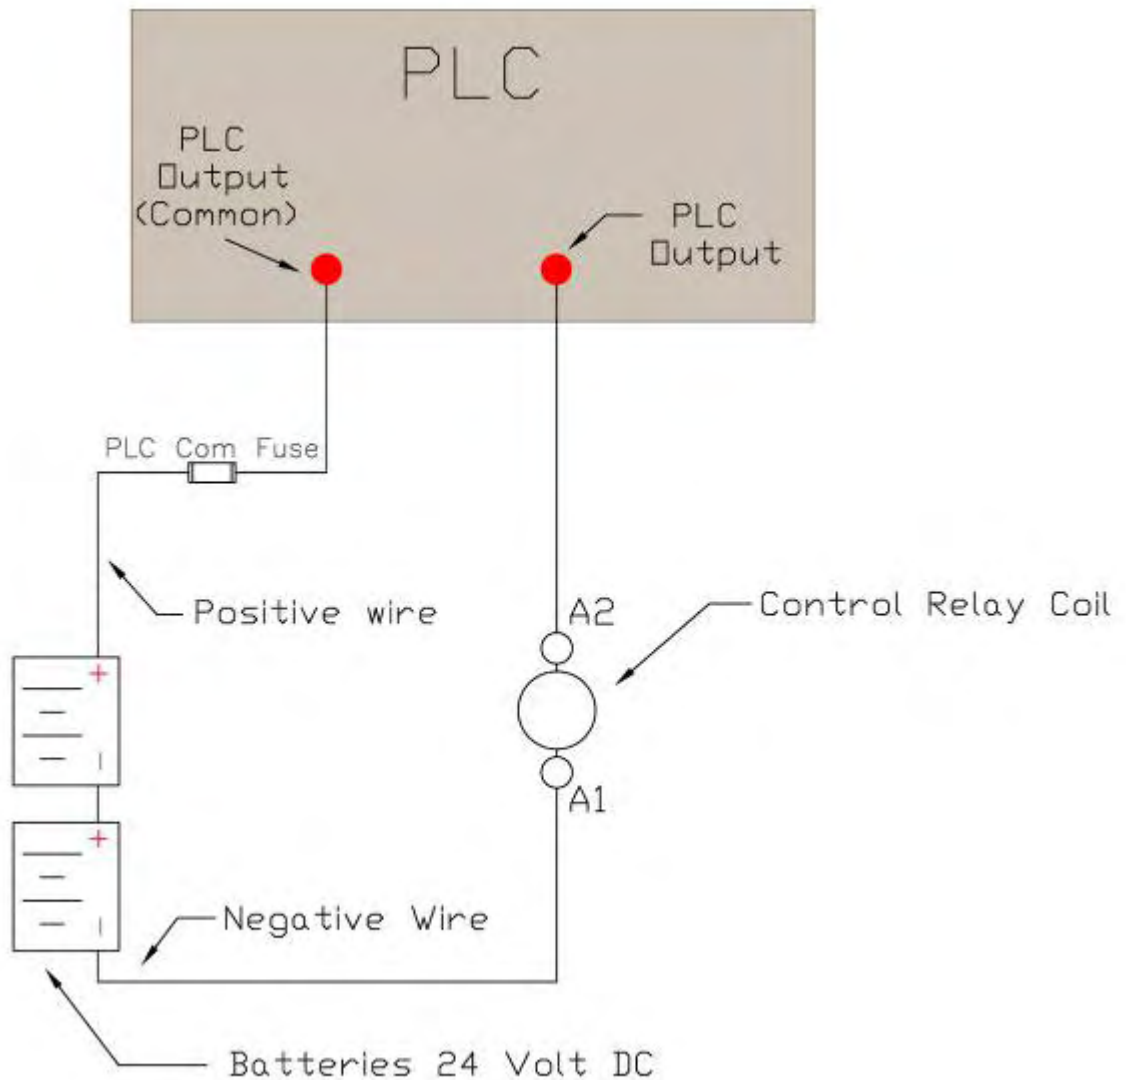 PLC
PLC
Output
(Common)
PLC
Output
PLC Com Fuse
Positive wire
A2
Control Relay Coil
+
-
A1
+
-
Negative Wire
Batteries 24 Volt DC